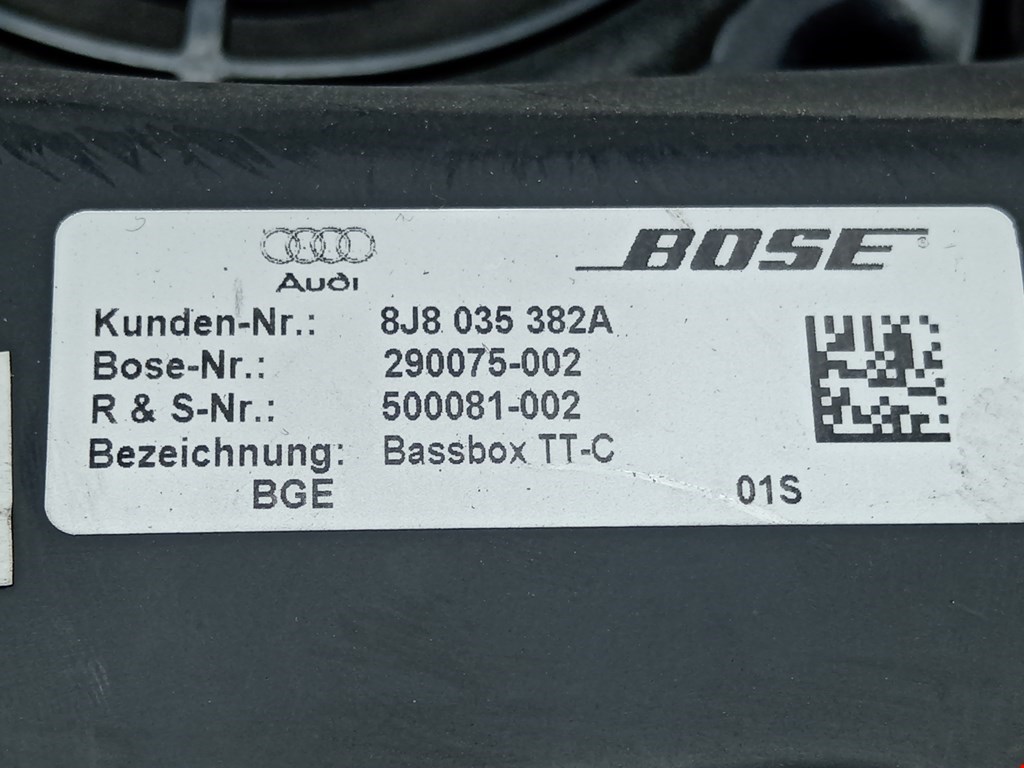 Audi
BOSE®
Kunden-Nr.: 8J8 035 382A
Bose-Nr.: 290075-002
R & S-Nr.: 500081-002
Bezeichnung: Bassbox TT-C
BGE 01S